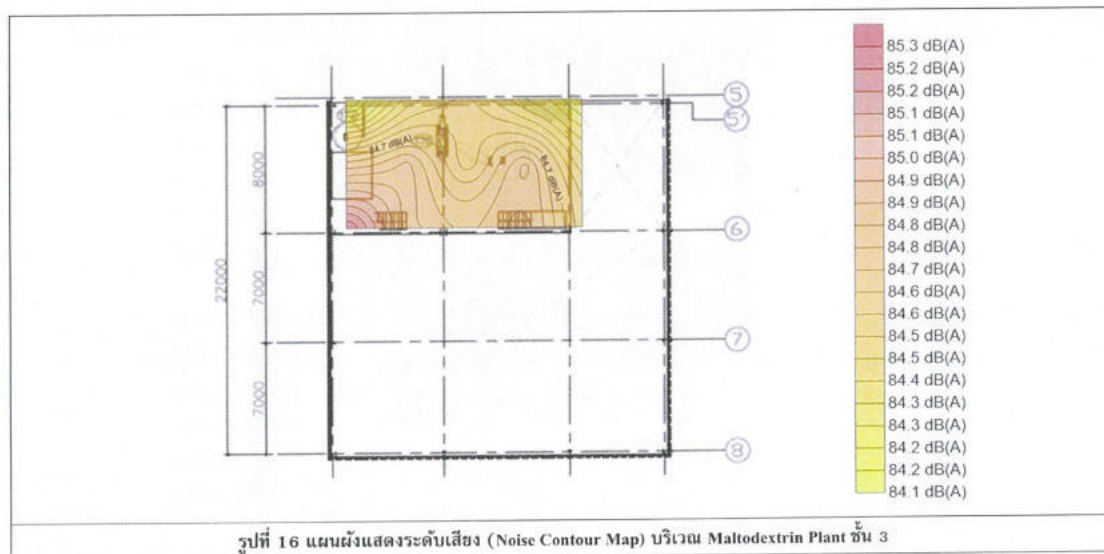 85.3 dB(A)
85.2 dB(A)
85.2 dB(A)
85.1 dB(A)
85.1 dB(A)
85.0 dB(A)
84.9 dB(A)
84.9 dB(A)
84.8 dB(A)
84.8 dB(A)
84.7 dB(A)
84.6 dB(A)
84.6 dB(A)
84.5 dB(A)
84.5 dB(A)
84.4 dB(A)
84.3 dB(A)
84.3 dB(A)
84.2 dB(A)
84.2 dB(A)
84.1 dB(A)
5
5'
6
7
8
22000
8000
7000
7000
84.7 dB(A)
84.7 dB(A)
รูปที่ 16 แผนผังแสดงระดับเสียง (Noise Contour Map) บริเวณ Maltodextrin Plant ชั้น 3